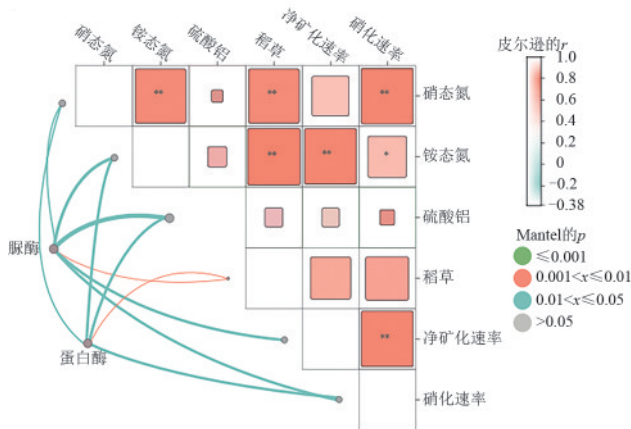 硝态氮
铵态氮
硫酸铝
稻草
净矿化速率
硝化速率
皮尔逊的r
1.0
0.8
0.6
0.4
0.2
0
−0.2
−0.38
** ** **
硝态氮
** ** *
铵态氮
硫酸铝
稻草
**
净矿化速率
硝化速率
脲酶
蛋白酶
Mantel的p
≤0.001
0.001<x≤0.01
0.01<x≤0.05
>0.05